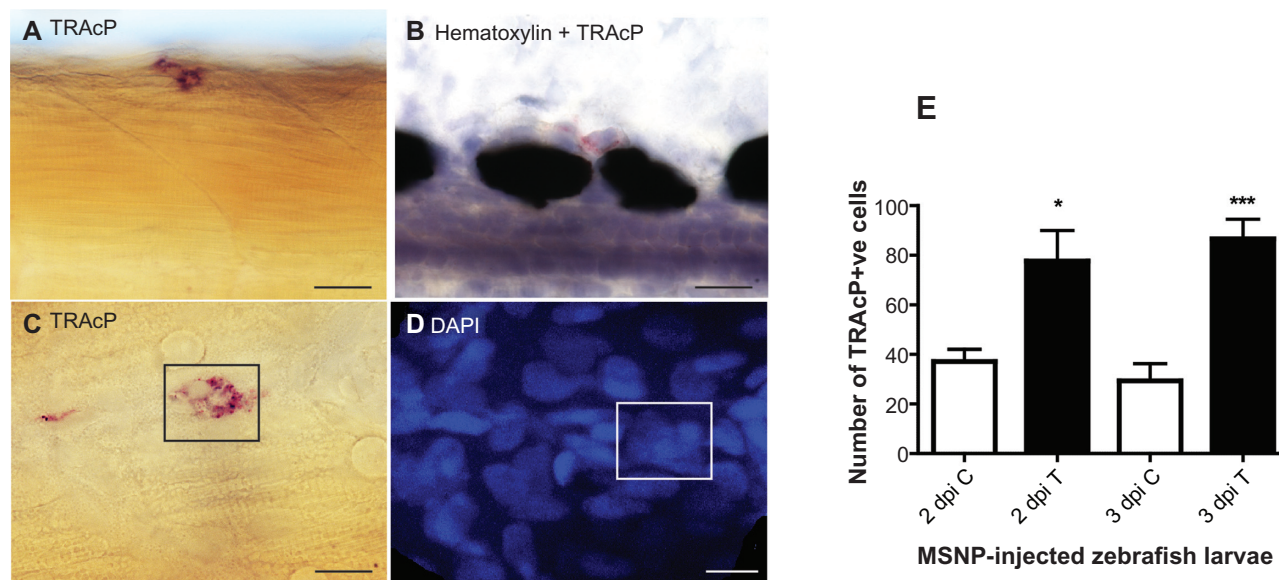 A TRAcP
B Hematoxylin + TRAcP
C TRAcP
D DAPI
E
Number of TRAcP+ve cells
100
80
60
40
20
0
*
***
2 dpi C
2 dpi T
3 dpi C
3 dpi T
MSNP-injected zebrafish larvae